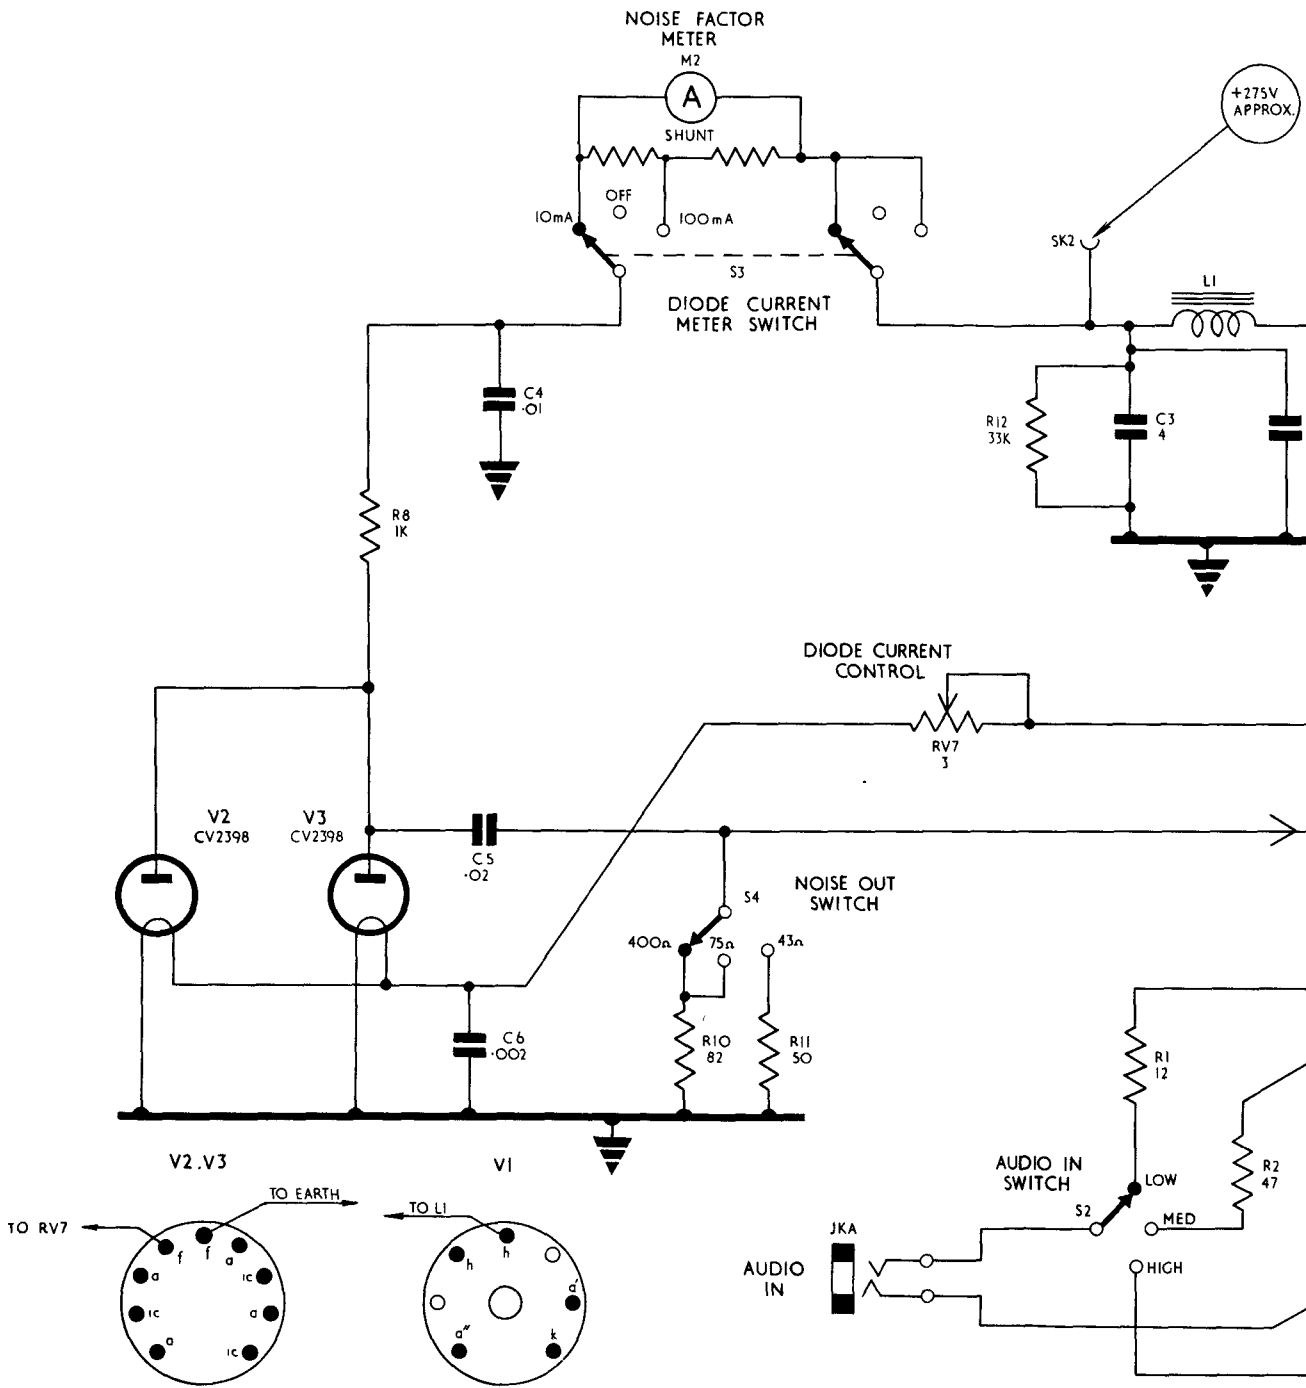 NOISE FACTOR
METER
M2
A
SHUNT
+275V
APPROX.
OFF
10mA
100mA
SK2
S3
L1
DIODE CURRENT
METER SWITCH
C4
·01
R12
33K
C3
4
R8
1K
DIODE CURRENT
CONTROL
RV7
3
V2
CV2398
V3
CV2398
C5
·02
NOISE OUT
SWITCH
S4
400Ω
75Ω
43Ω
C6
·002
R10
82
R11
50
R1
12
V2.V3
V1
AUDIO IN
SWITCH
LOW
R2
47
TO EARTH
TO L1
TO RV7
S2
MED
JKA
HIGH
AUDIO
IN
f
f
a
a
ic
ic
a
a
ic
h
h
a'
a"
k